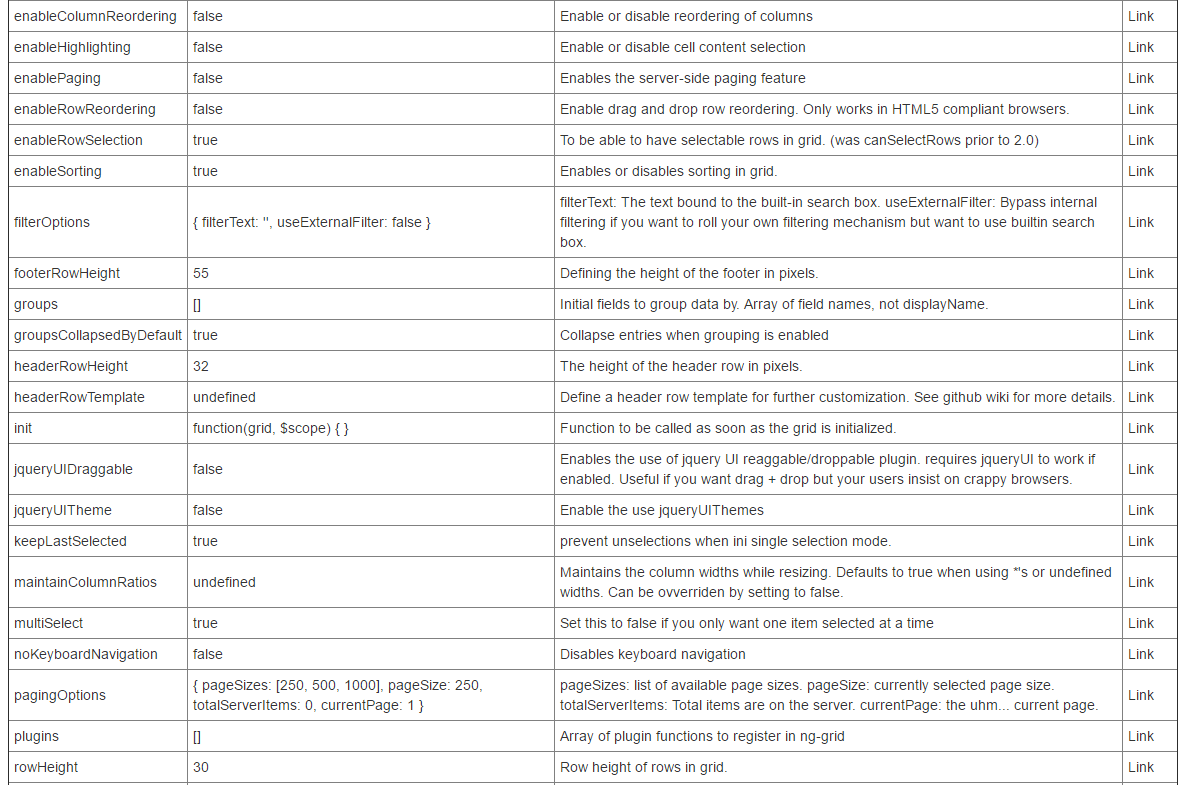 enableColumnReordering false Enable or disable reordering of columns Link
enableHighlighting false Enable or disable cell content selection Link
enablePaging false Enables the server-side paging feature Link
enableRowReordering false Enable drag and drop row reordering. Only works in HTML5 compliant browsers. Link
enableRowSelection true To be able to have selectable rows in grid. (was canSelectRows prior to 2.0) Link
enableSorting true Enables or disables sorting in grid. Link
filterOptions { filterText: '', useExternalFilter: false } filterText: The text bound to the built-in search box. useExternalFilter: Bypass internal
filtering if you want to roll your own filtering mechanism but want to use builtin search
box. Link
footerRowHeight 55 Defining the height of the footer in pixels. Link
groups [] Initial fields to group data by. Array of field names, not displayName. Link
groupsCollapsedByDefault true Collapse entries when grouping is enabled Link
headerRowHeight 32 The height of the header row in pixels. Link
headerRowTemplate undefined Define a header row template for further customization. See github wiki for more details. Link
init function(grid, $scope) { } Function to be called as soon as the grid is initialized. Link
jqueryUIDraggable false Enables the use of jquery UI reaggable/droppable plugin. requires jqueryUI to work if
enabled. Useful if you want drag + drop but your users insist on crappy browsers. Link
jqueryUITheme false Enable the use jqueryUIThemes Link
keepLastSelected true prevent unselections when ini single selection mode. Link
maintainColumnRatios undefined Maintains the column widths while resizing. Defaults to true when using *'s or undefined
widths. Can be ovverriden by setting to false. Link
multiSelect true Set this to false if you only want one item selected at a time Link
noKeyboardNavigation false Disables keyboard navigation Link
pagingOptions { pageSizes: [250, 500, 1000], pageSize: 250,
totalServerItems: 0, currentPage: 1 } pageSizes: list of available page sizes. pageSize: currently selected page size.
totalServerItems: Total items are on the server. currentPage: the uhm... current page. Link
plugins [] Array of plugin functions to register in ng-grid Link
rowHeight 30 Row height of rows in grid. Link